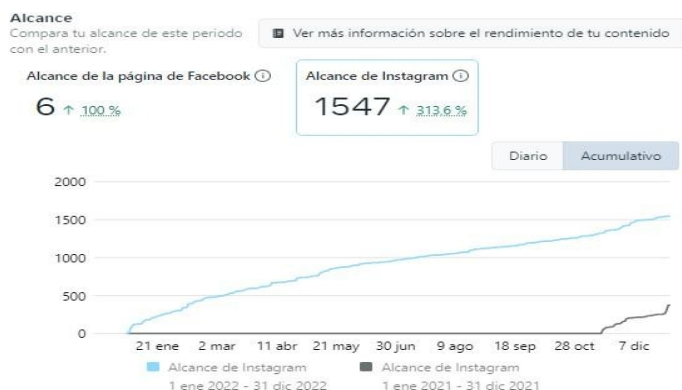 Alcance
Compara tu alcance de este periodo
con el anterior.
Ver más información sobre el rendimiento de tu contenido
Alcance de la página de Facebook
6 ↑ 100 %
Alcance de Instagram
1547 ↑ 313,6 %
Diario
Acumulativo
2000
1500
1000
500
0
21 ene 2 mar 11 abr 21 may 30 jun 9 ago 18 sep 28 oct 7 dic
Alcance de Instagram
1 ene 2022 - 31 dic 2022
Alcance de Instagram
1 ene 2021 - 31 dic 2021